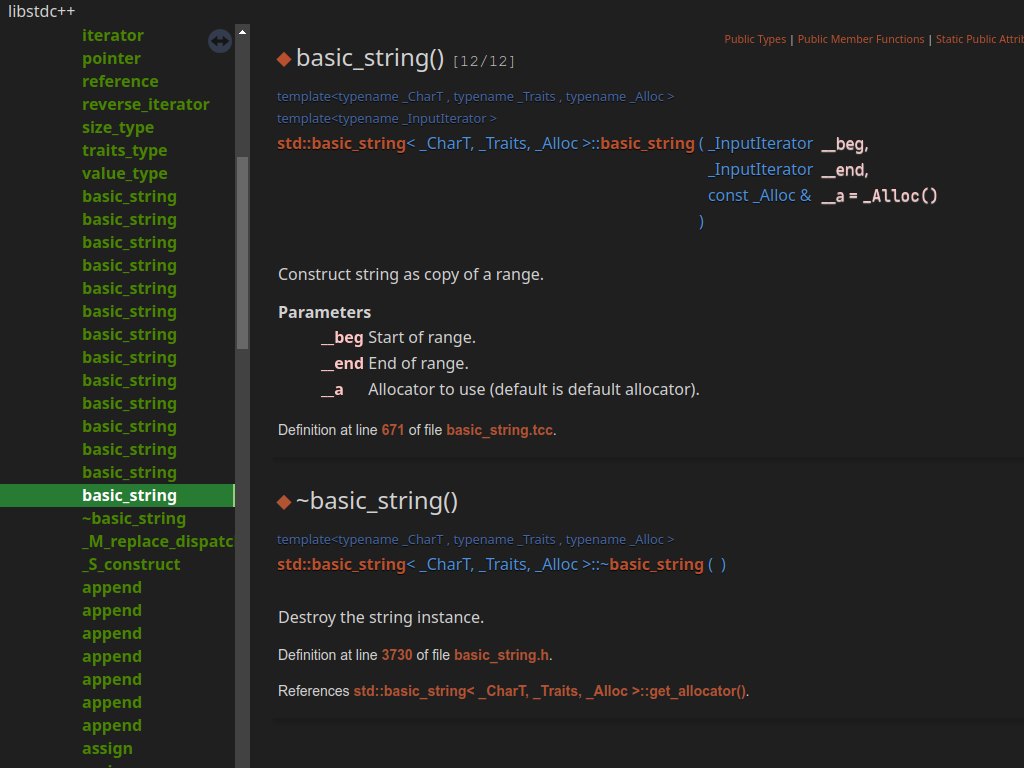 libstdc++
iterator
pointer
reference
reverse_iterator
size_type
traits_type
value_type
basic_string
basic_string
basic_string
basic_string
basic_string
basic_string
basic_string
basic_string
basic_string
basic_string
basic_string
basic_string
basic_string
basic_string
~basic_string
_M_replace_dispatc
_S_construct
append
append
append
append
append
append
append
assign
Public Types | Public Member Functions | Static Public Attrib
◆ basic_string() [12/12]
template<typename _CharT , typename _Traits , typename _Alloc >
template<typename _InputIterator >
std::basic_string< _CharT, _Traits, _Alloc >::basic_string ( _InputIterator __beg,
_InputIterator __end,
const _Alloc & __a = _Alloc()
)
Construct string as copy of a range.
Parameters
__beg Start of range.
__end End of range.
__a Allocator to use (default is default allocator).
Definition at line 671 of file basic_string.tcc.
◆ ~basic_string()
template<typename _CharT , typename _Traits , typename _Alloc >
std::basic_string< _CharT, _Traits, _Alloc >::~basic_string ( )
Destroy the string instance.
Definition at line 3730 of file basic_string.h.
References std::basic_string< _CharT, _Traits, _Alloc >::get_allocator().